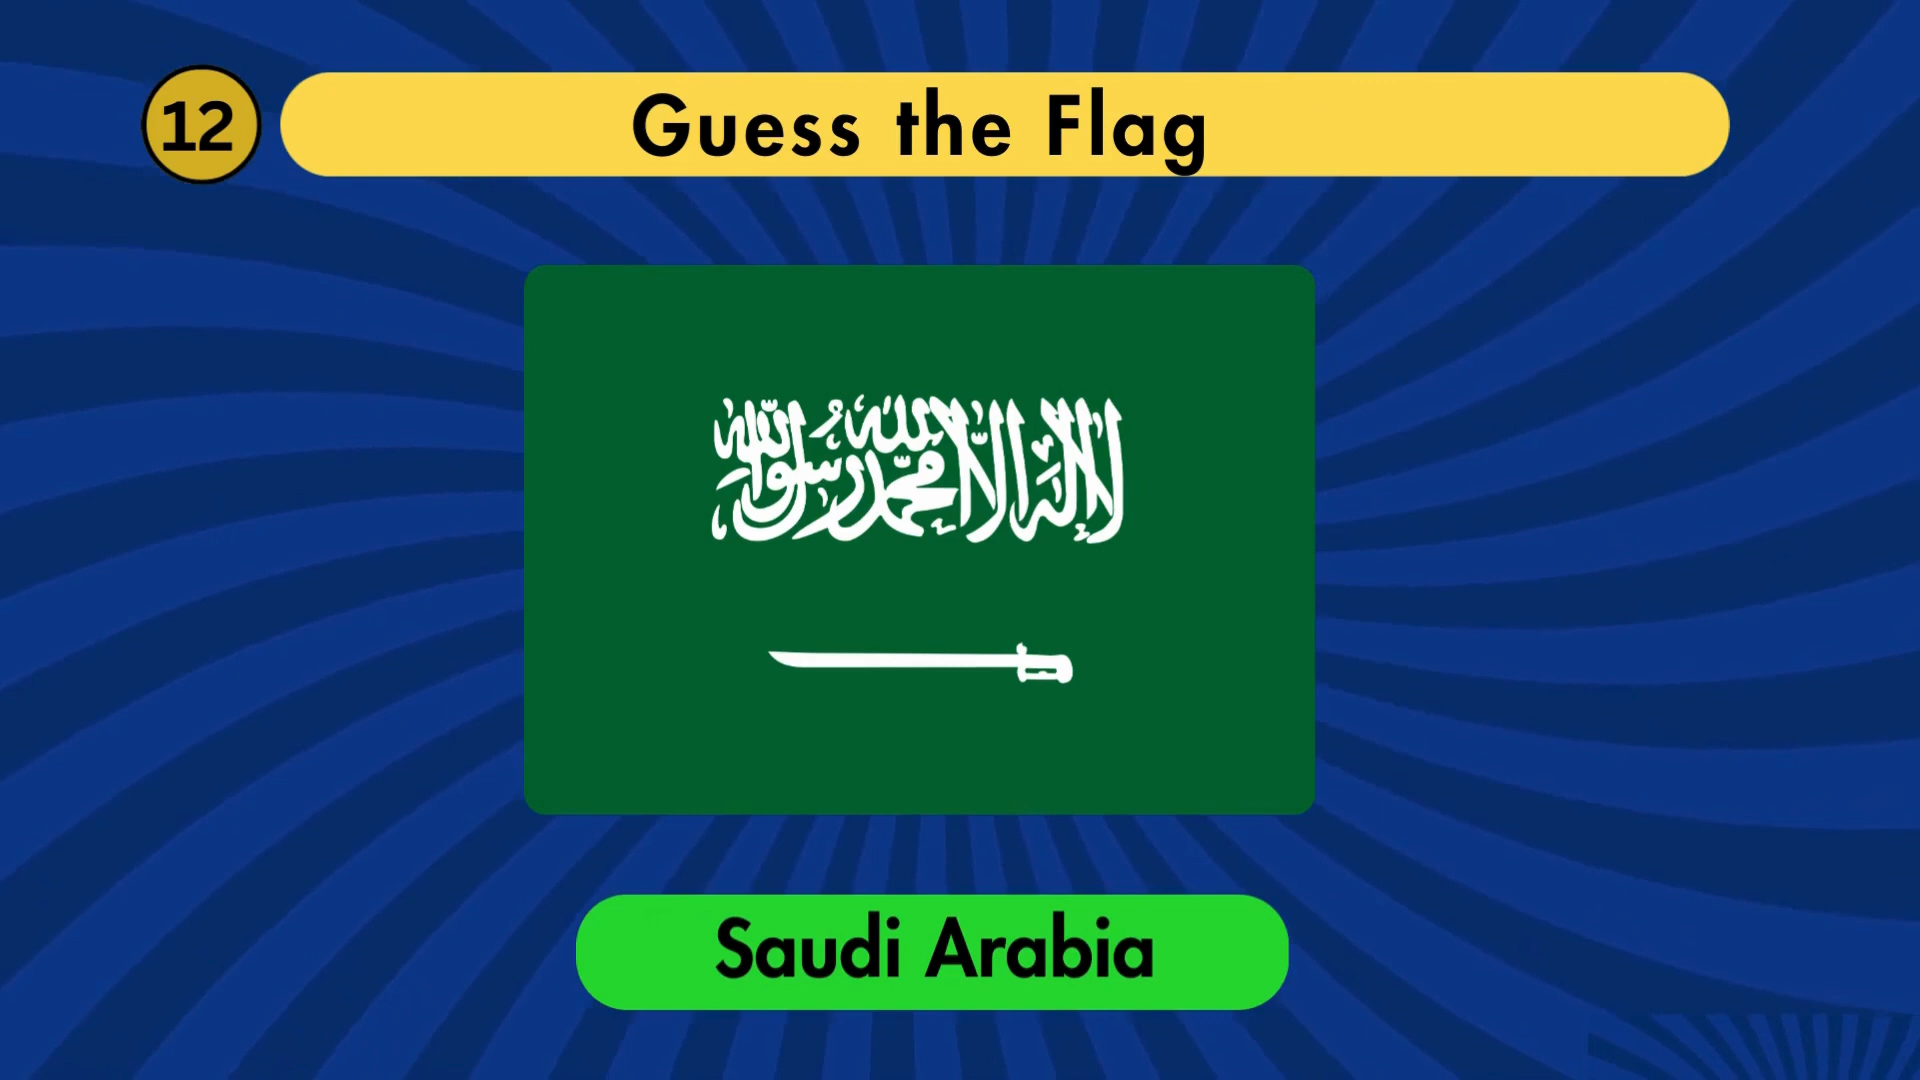 12
Guess the Flag
لا إله إلا الله محمد رسول الله
Saudi Arabia